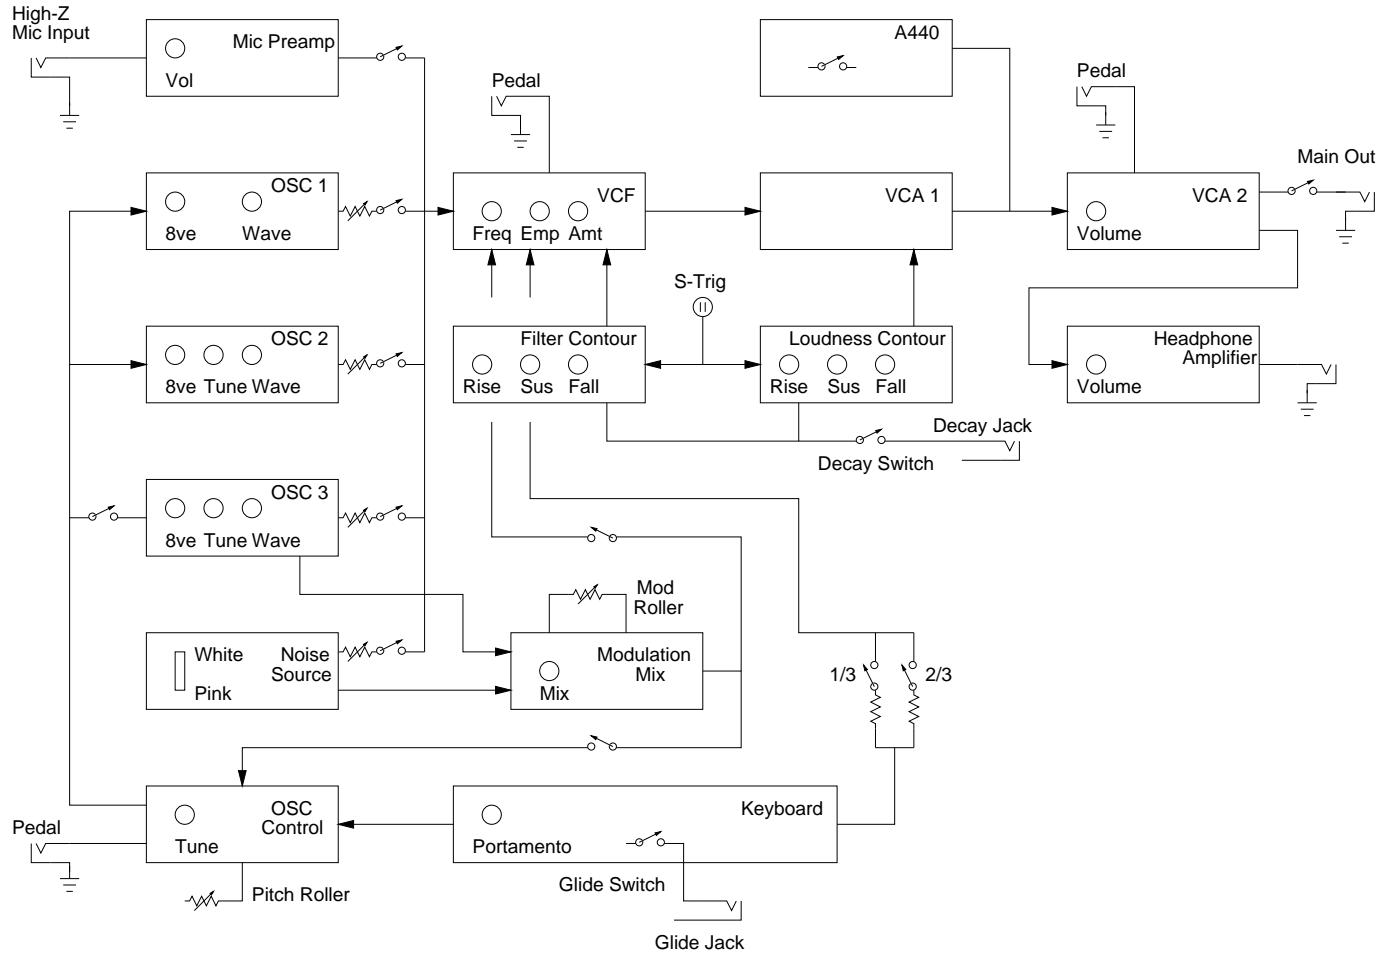 High-Z
Mic Input
Mic Preamp
Vol
A440
Pedal
Pedal
Main Out
OSC 1
8ve Wave
VCF
Freq Emp Amt
VCA 1
VCA 2
Volume
S-Trig
OSC 2
8ve Tune Wave
Filter Contour
Rise Sus Fall
Loudness Contour
Rise Sus Fall
Headphone
Amplifier
Volume
Decay Jack
Decay Switch
OSC 3
8ve Tune Wave
Mod
Roller
White
Pink
Noise
Source
Modulation
Mix
Mix
1/3
2/3
OSC
Control
Tune
Pedal
Pitch Roller
Keyboard
Portamento
Glide Switch
Glide Jack